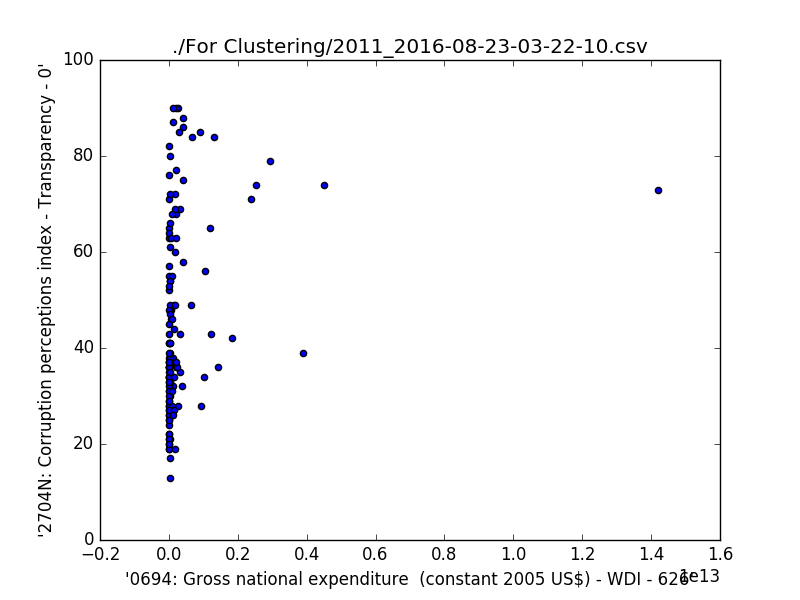 ./For Clustering/2011_2016-08-23-03-22-10.csv
100
80
60
40
20
0
'2704N: Corruption perceptions index - Transparency - 0'
−0.2 0.0 0.2 0.4 0.6 0.8 1.0 1.2 1.4 1.6
1e13
'0694: Gross national expenditure (constant 2005 US$) - WDI - 626'